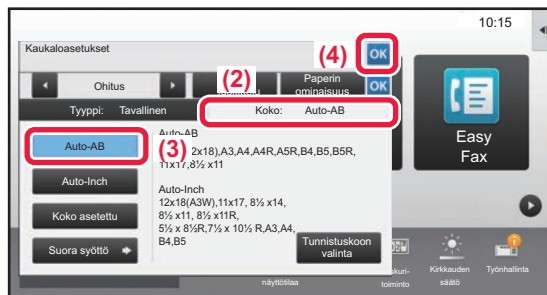 10:15
Kaukaloasetukset
(4)
OK
Ohitus
(2)
Paperin
ominaisuus
OK
Tyyppi: Tavallinen
Koko: Auto-AB
Auto-AB
(3)
Auto-AB
2x18),A3,A4,A4R,A5R,B4,B5,B5R,
11x17,8½ x11
Auto-Inch
Auto-Inch
12x18(A3W),11x17, 8½ x14,
8½ x11, 8½ x11R,
5½ x 8½R,7½ x 10½ R,A3,A4,
B4,B5
Koko asetettu
Suora syöttö
Tunnistuskoon
valinta
Easy
Fax
näyttötilaa
toiminto
Kirkkauden
säätö
Työnhallinta